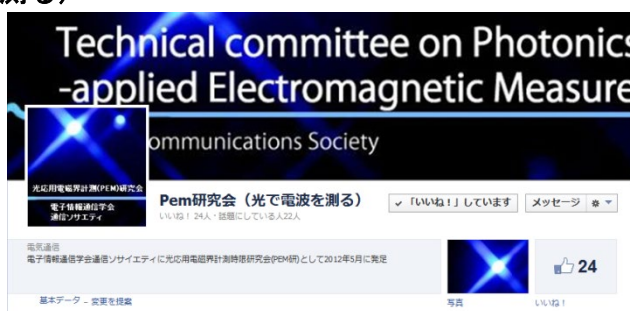 測る）
Technical committee on Photonics
-applied Electromagnetic Measure
ommunications Society
光応用電磁界計測(PEM)研究会
電子情報通信学会
通信ソサエティ
Pem研究会（光で電波を測る）
いいね！ 24人・話題にしている人22人
✓ 「いいね！」しています
メッセージ
電気通信
電子情報通信学会通信ソサイエティに光応用電磁界計測時限研究会(PEM研)として2012年5月に発足
24
基本データ - 変更を提案
写真
いいね！